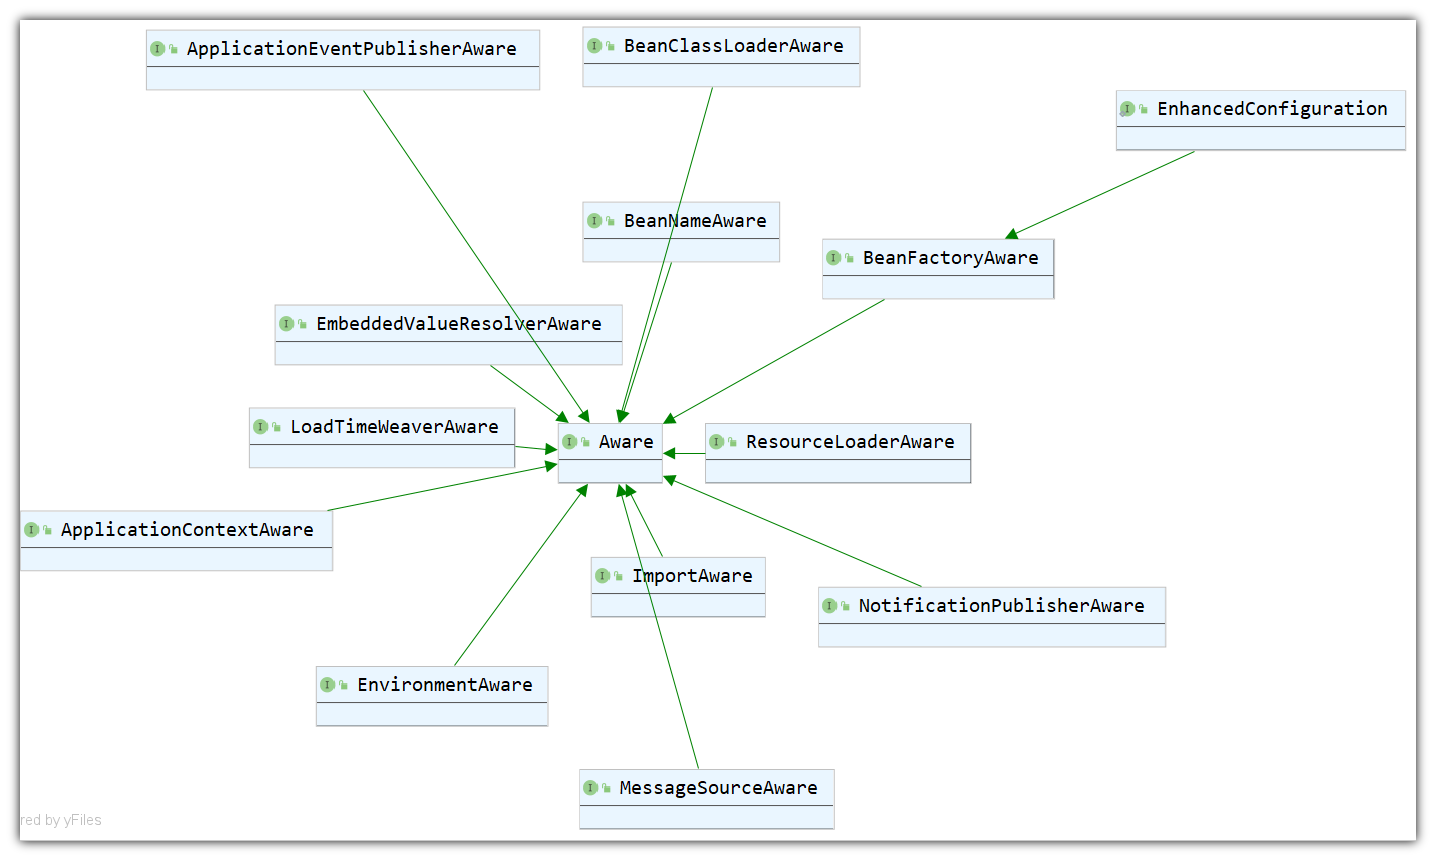 ApplicationEventPublisherAware
BeanClassLoaderAware
EnhancedConfiguration
BeanNameAware
BeanFactoryAware
EmbeddedValueResolverAware
LoadTimeWeaverAware
Aware
ResourceLoaderAware
ApplicationContextAware
ImportAware
NotificationPublisherAware
EnvironmentAware
MessageSourceAware
red by yFiles